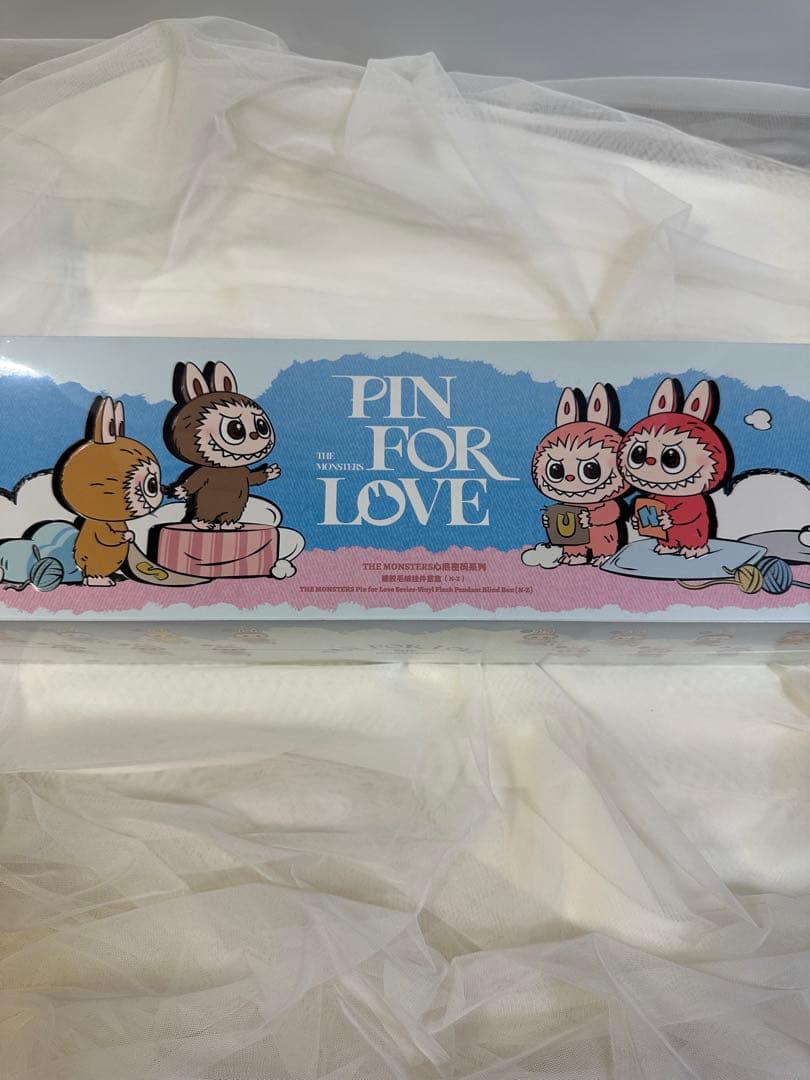 PIN
FOR
THE
MONSTERS
LOVE
THE MONSTERS心底密码系列
搪胶毛绒挂件盲盒（N-Z）
THE MONSTERS Pin for Love Series-Vinyl Plush Pendant Blind Box (N-Z)
S
U
N
FOR LOVE